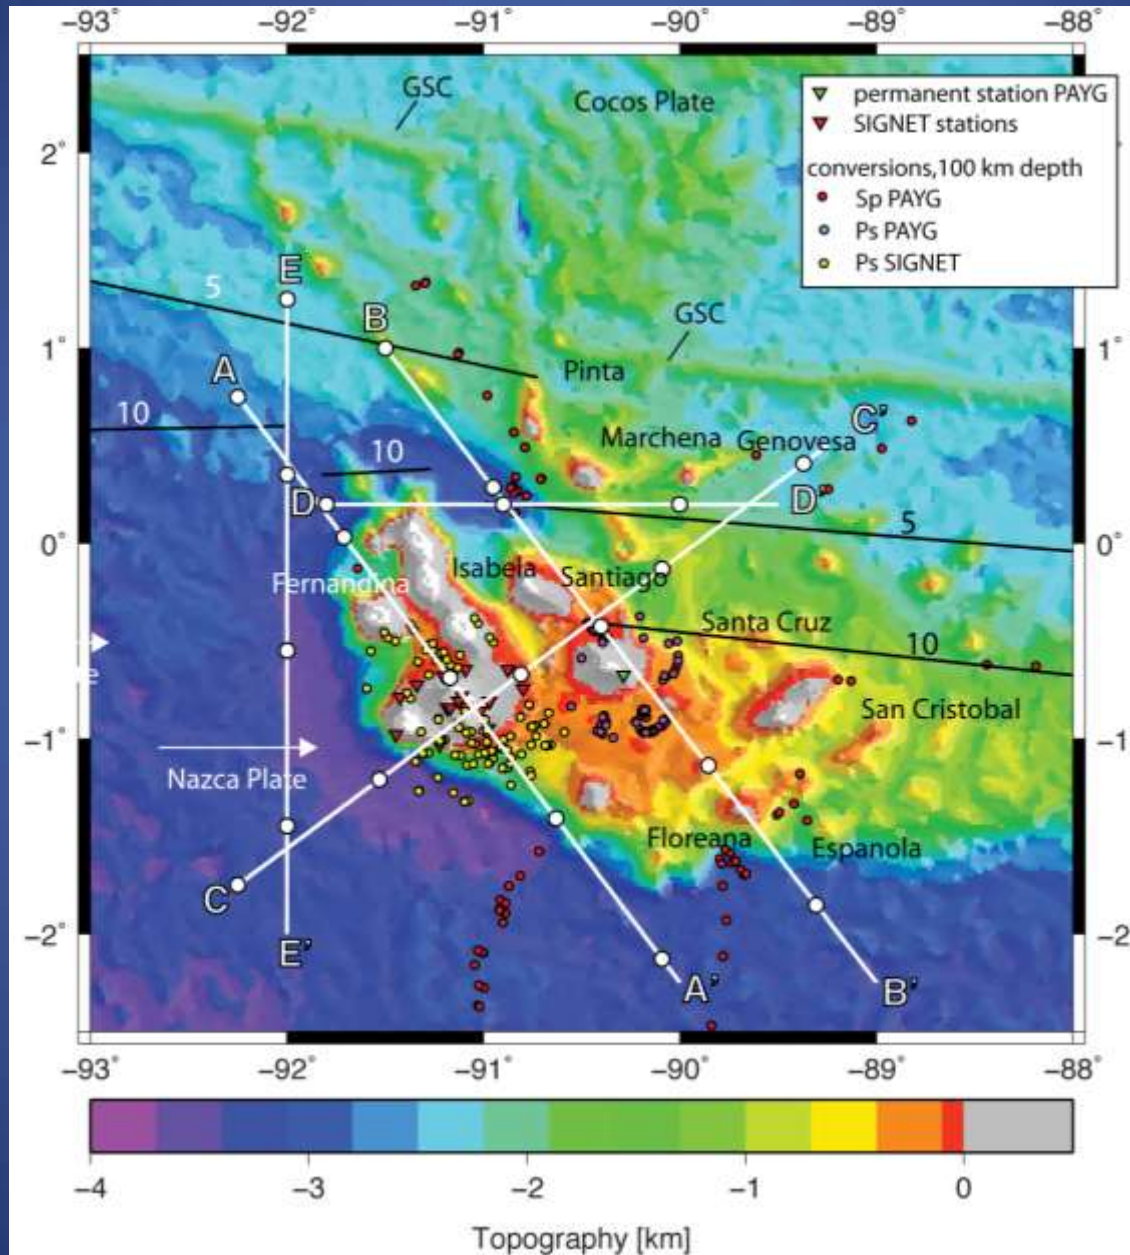 −93° −92° −91° −90° −89° −88°
GSC
Cocos Plate
permanent station PAYG
SIGNET stations
conversions,100 km depth
Sp PAYG
Ps PAYG
Ps SIGNET
2°
E
5
B
GSC
1°
1°
A
Pinta
10
C’
Marchena
Genovesa
10
D
D’
5
0°
0°
Isabela
Santiago
Fernandina
Santa Cruz
10
e
San Cristobal
−1°
−1
Nazca Plate
Floreana
Espanola
C
−2°
−2
E’
A’
B’
−93° −92° −91° −90° −89° −88°
−4 −3 −2 −1 0
Topography [km]